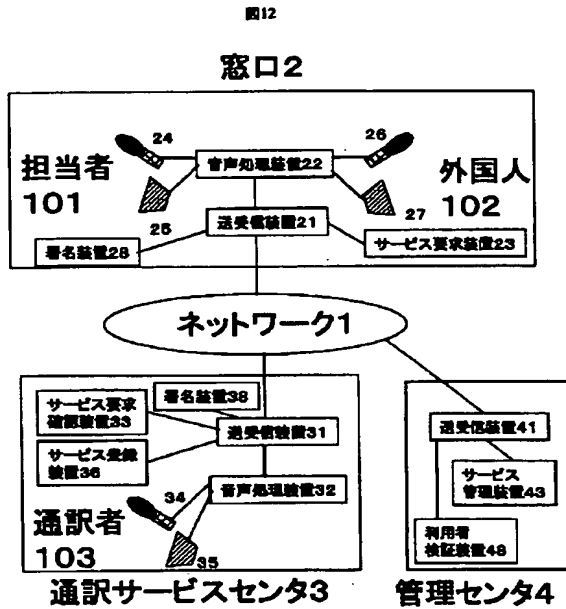 図12
窓口2
24
26
担当者
101
音声処理装置22
外国人
102
25
27
送受信装置21
署名装置28
サービス要求装置23
ネットワーク1
署名装置38
サービス要求
確認装置33
送受信装置31
サービス登録
装置36
音声処理装置32
34
通訳者
103
35
通訳サービスセンタ3
送受信装置41
サービス
管理装置43
利用者
検証装置48
管理センタ4